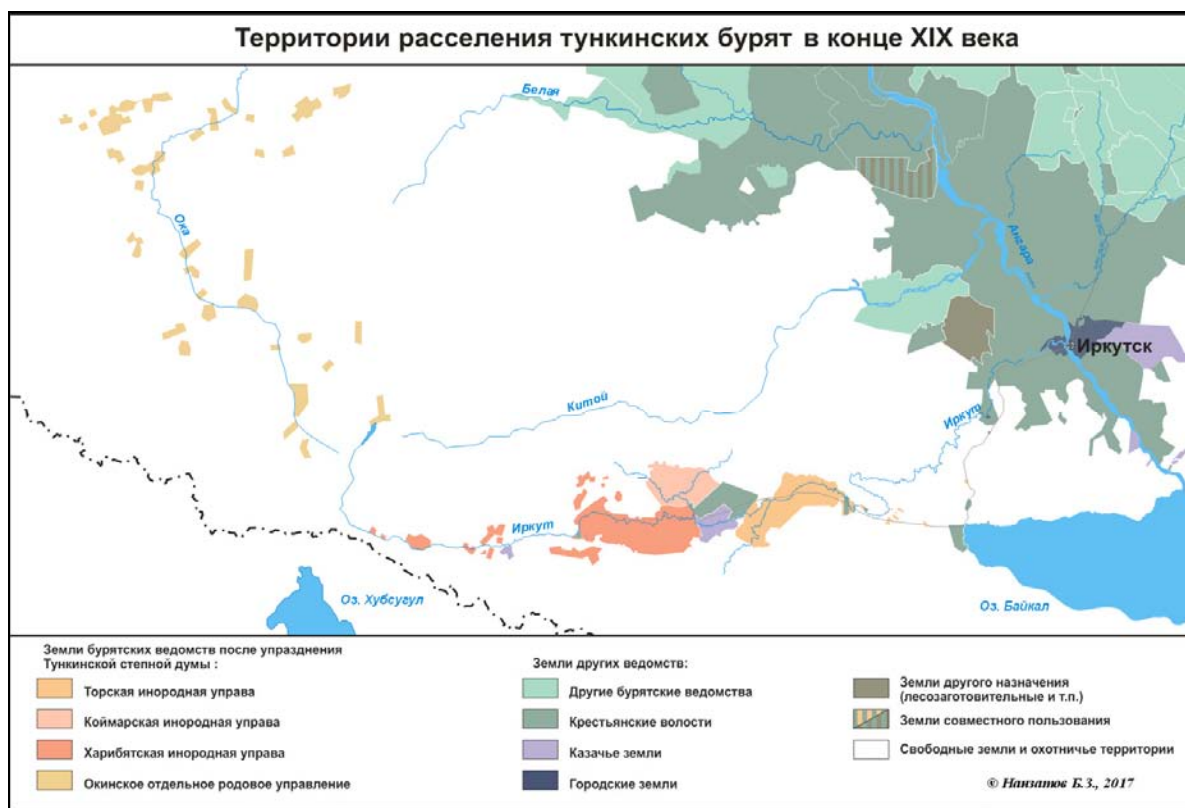 Территории расселения тункинских бурят в конце XIX века
Белая
Ока
Ангара
Иркутск
Китой
Иркут
Иркут
Оз. Хубсугул
Оз. Байкал
Земли бурятских ведомств после упразднения
Тункинской степной думы :
Торская инородная управа
Коймарская инородная управа
Харибятская инородная управа
Окинское отдельное родовое управление
Земли других ведомств:
Другие бурятские ведомства
Крестьянские волости
Казачье земли
Городские земли
Земли другого назначения
(лесозаготовительные и т.п.)
Земли совместного пользования
Свободные земли и охотничье территории
© Нанзатов Б.З., 2017